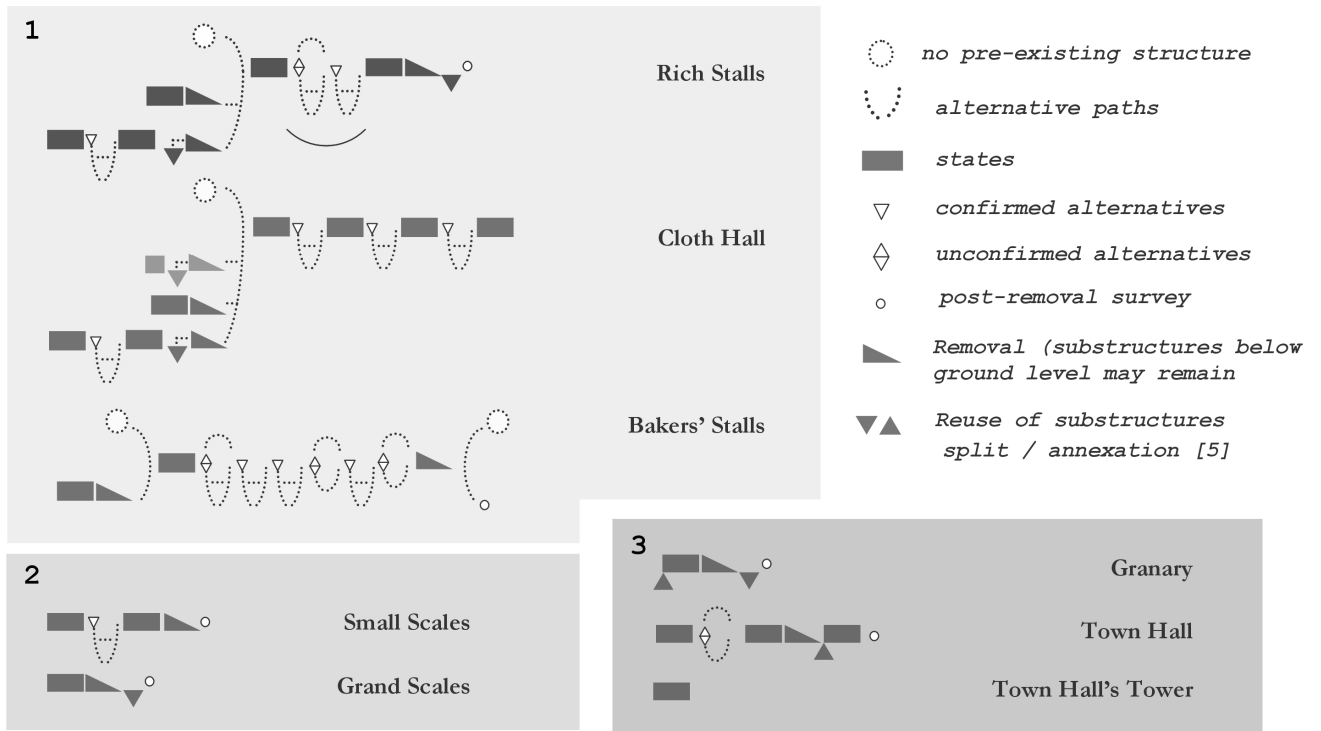 1
Rich Stalls
Cloth Hall
Bakers' Stalls
no pre-existing structure
alternative paths
states
confirmed alternatives
unconfirmed alternatives
post-removal survey
Removal (substructures below
ground level may remain
Reuse of substructures
split / annexation [5]
2
Small Scales
Grand Scales
3
Granary
Town Hall
Town Hall's Tower